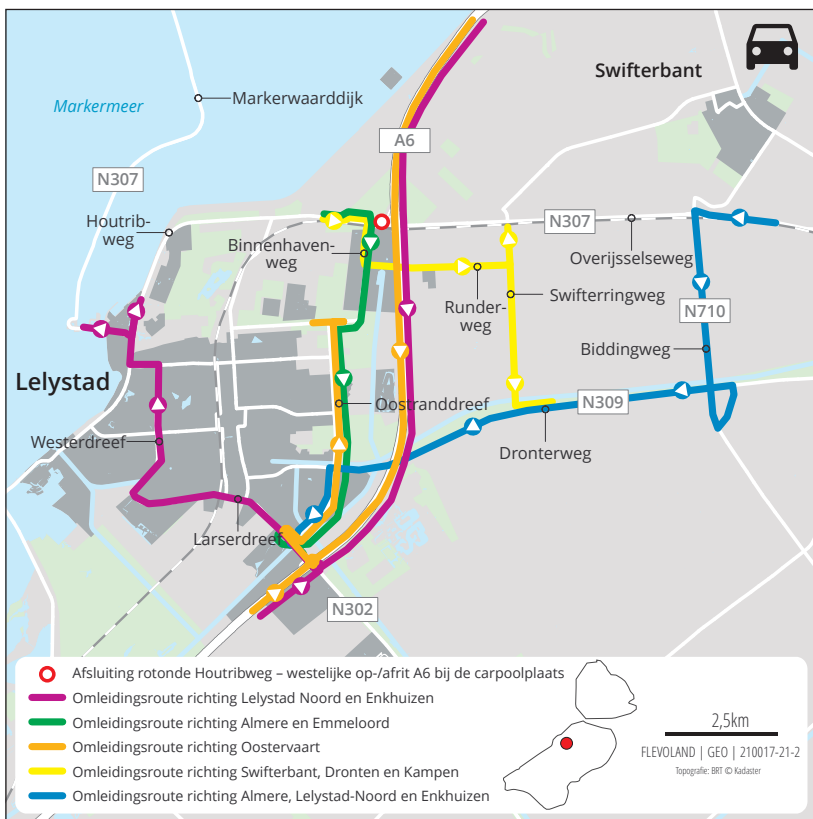 Swifterbant
Markermeer
Markerwaarddijk
A6
N307
Houtrib-
weg
Binnenhaven-
weg
N307
Overijsselseweg
Runder-
weg
Swifterringweg
N710
Biddingweg
Lelystad
Oostranddreef
N309
Westerdreef
Dronterweg
Larserdreef
N302
Afsluiting rotonde Houtribweg – westelijke op-/afrit A6 bij de carpoolplaats
Omleidingsroute richting Lelystad Noord en Enkhuizen
Omleidingsroute richting Almere en Emmeloord
Omleidingsroute richting Oostervaart
Omleidingsroute richting Swifterbant, Dronten en Kampen
Omleidingsroute richting Almere, Lelystad-Noord en Enkhuizen
2,5km
FLEVOLAND | GEO | 210017-21-2
Topografie: BRT © Kadaster